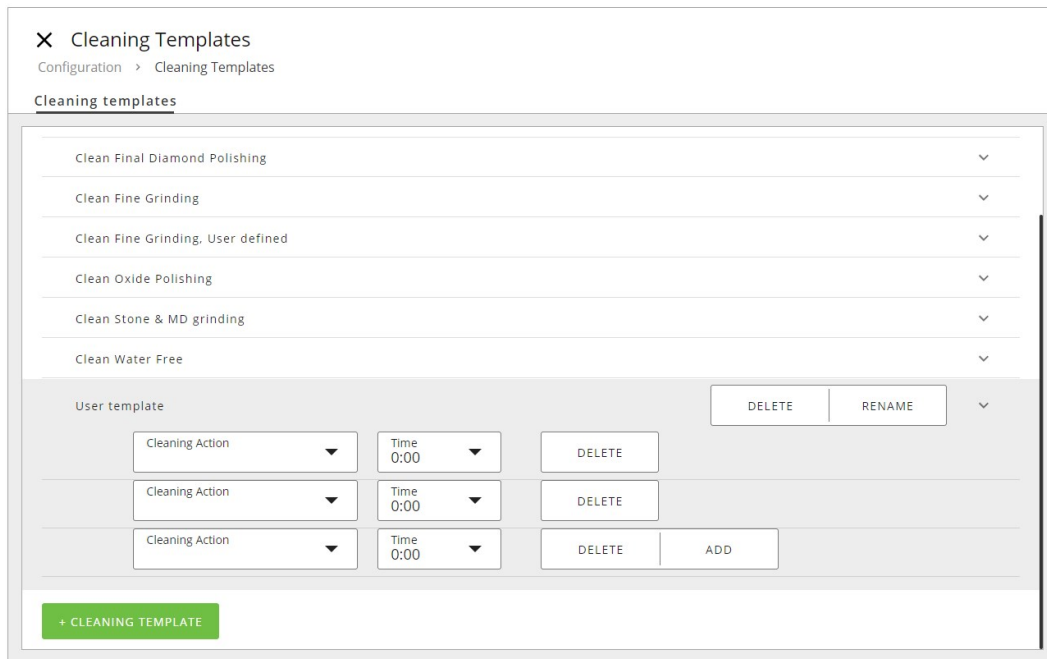 Cleaning Templates
Configuration > Cleaning Templates
Cleaning templates
Clean Final Diamond Polishing
Clean Fine Grinding
Clean Fine Grinding, User defined
Clean Oxide Polishing
Clean Stone & MD grinding
Clean Water Free
User template DELETE RENAME
Cleaning Action Time
0:00 DELETE
Cleaning Action Time
0:00 DELETE
Cleaning Action Time
0:00 DELETE ADD
+ CLEANING TEMPLATE